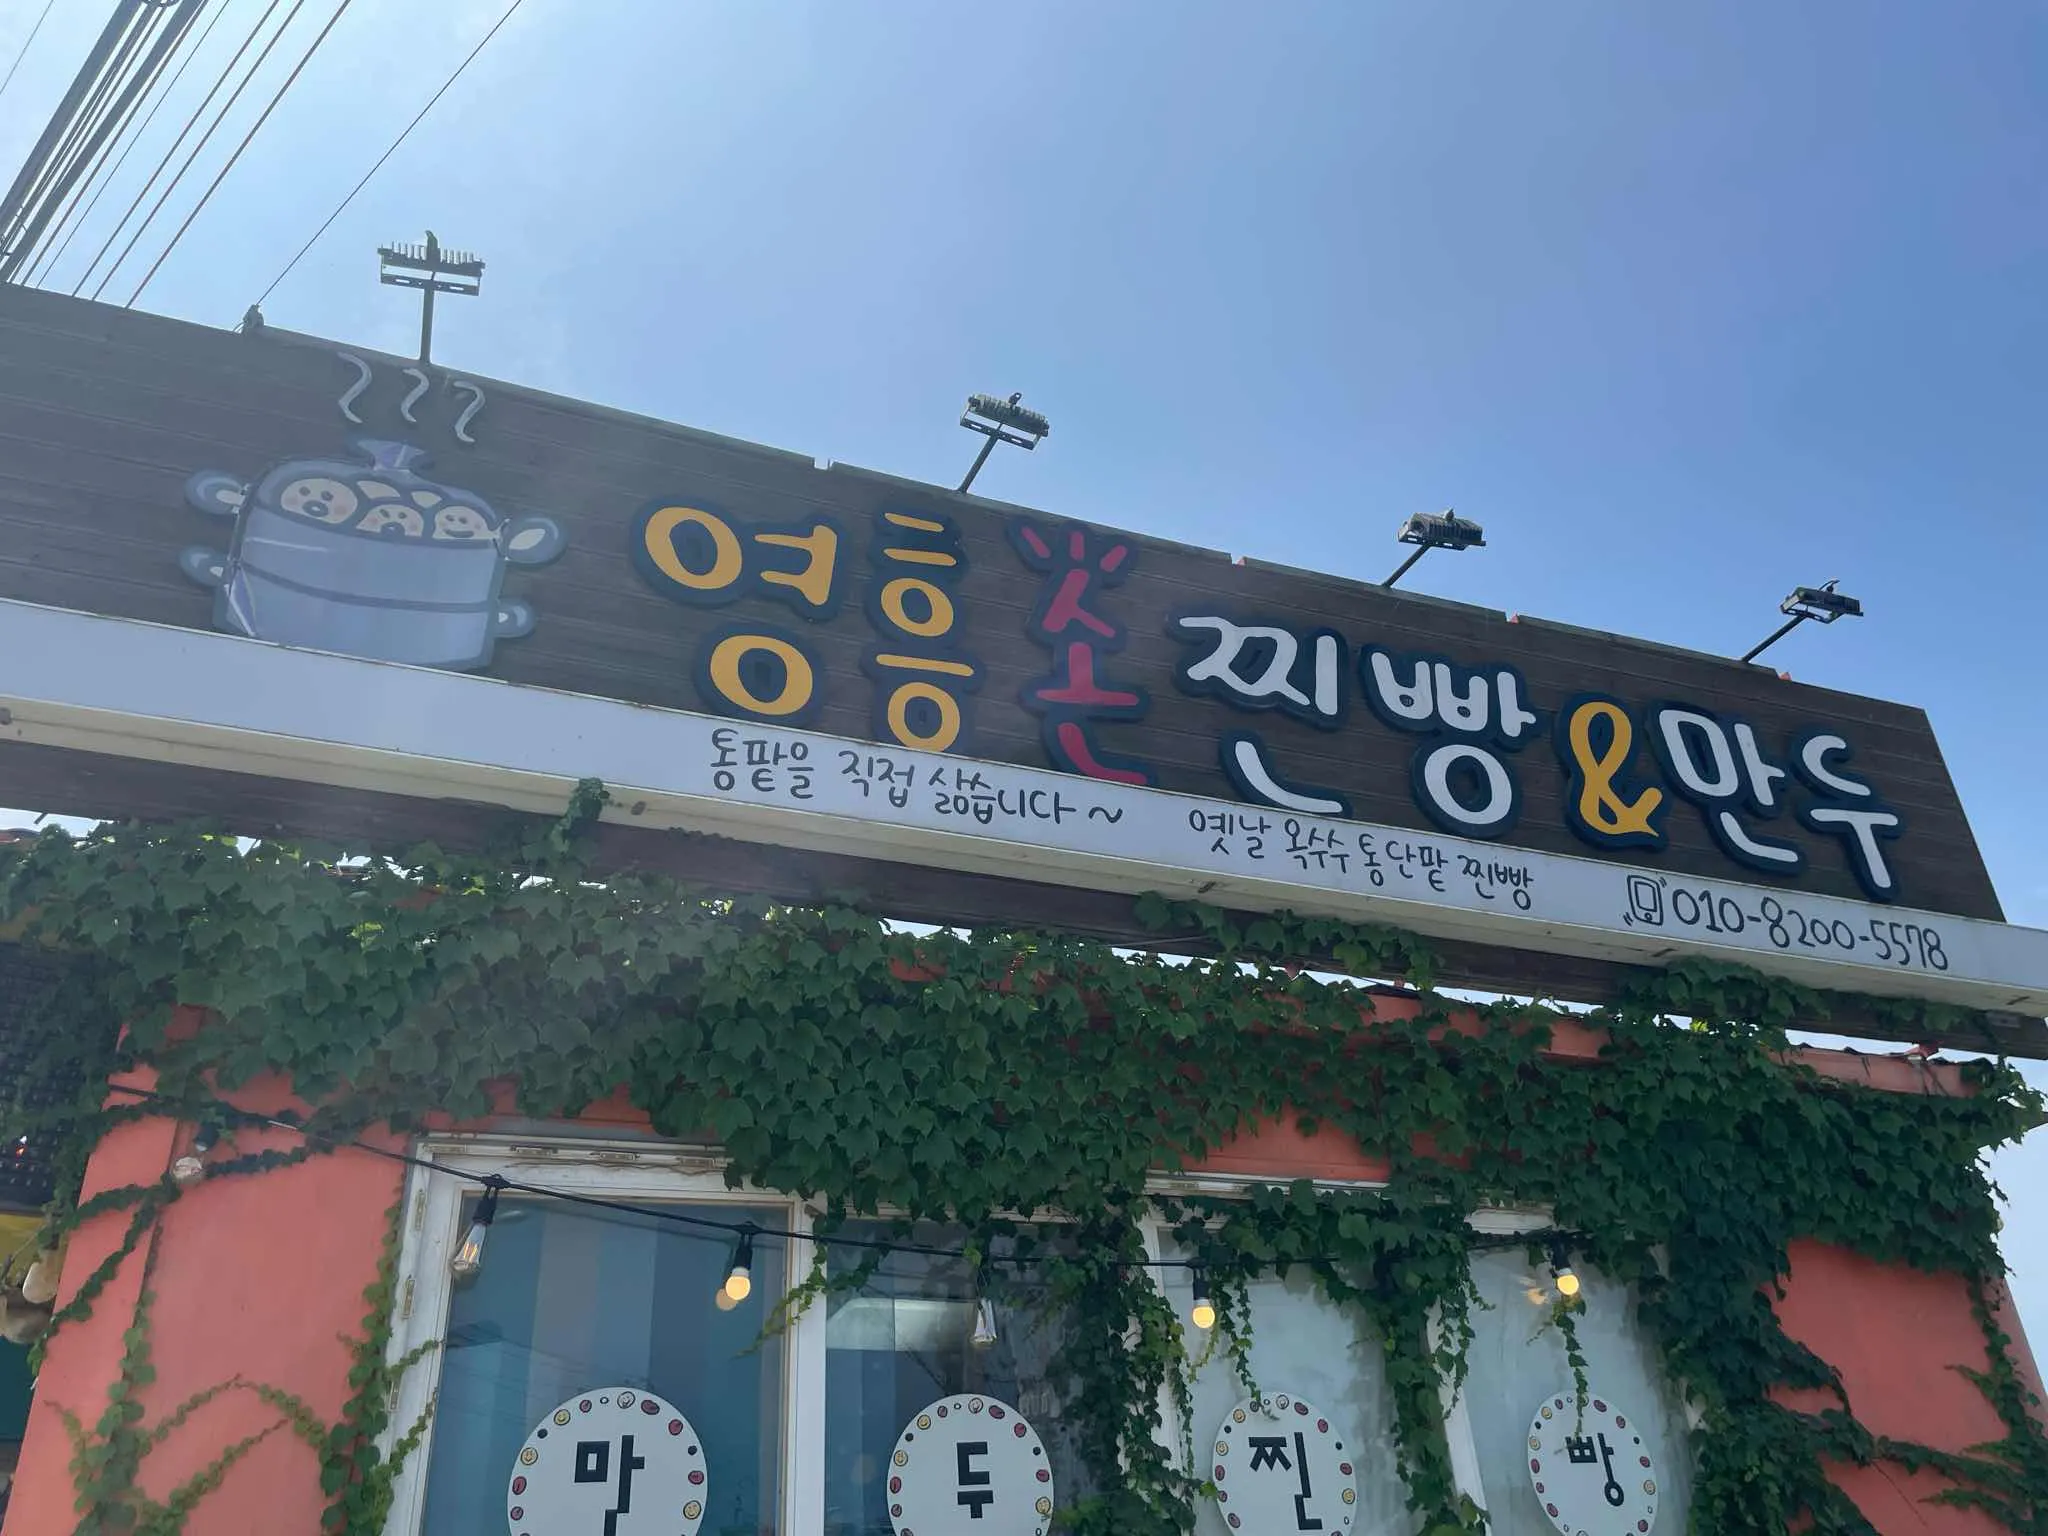 영흥손찐빵&만두
통팥을 직접 삶습니다~ 옛날 옥수수 통단팥 찐빵 010-8200-5578
만 두 찐 빵